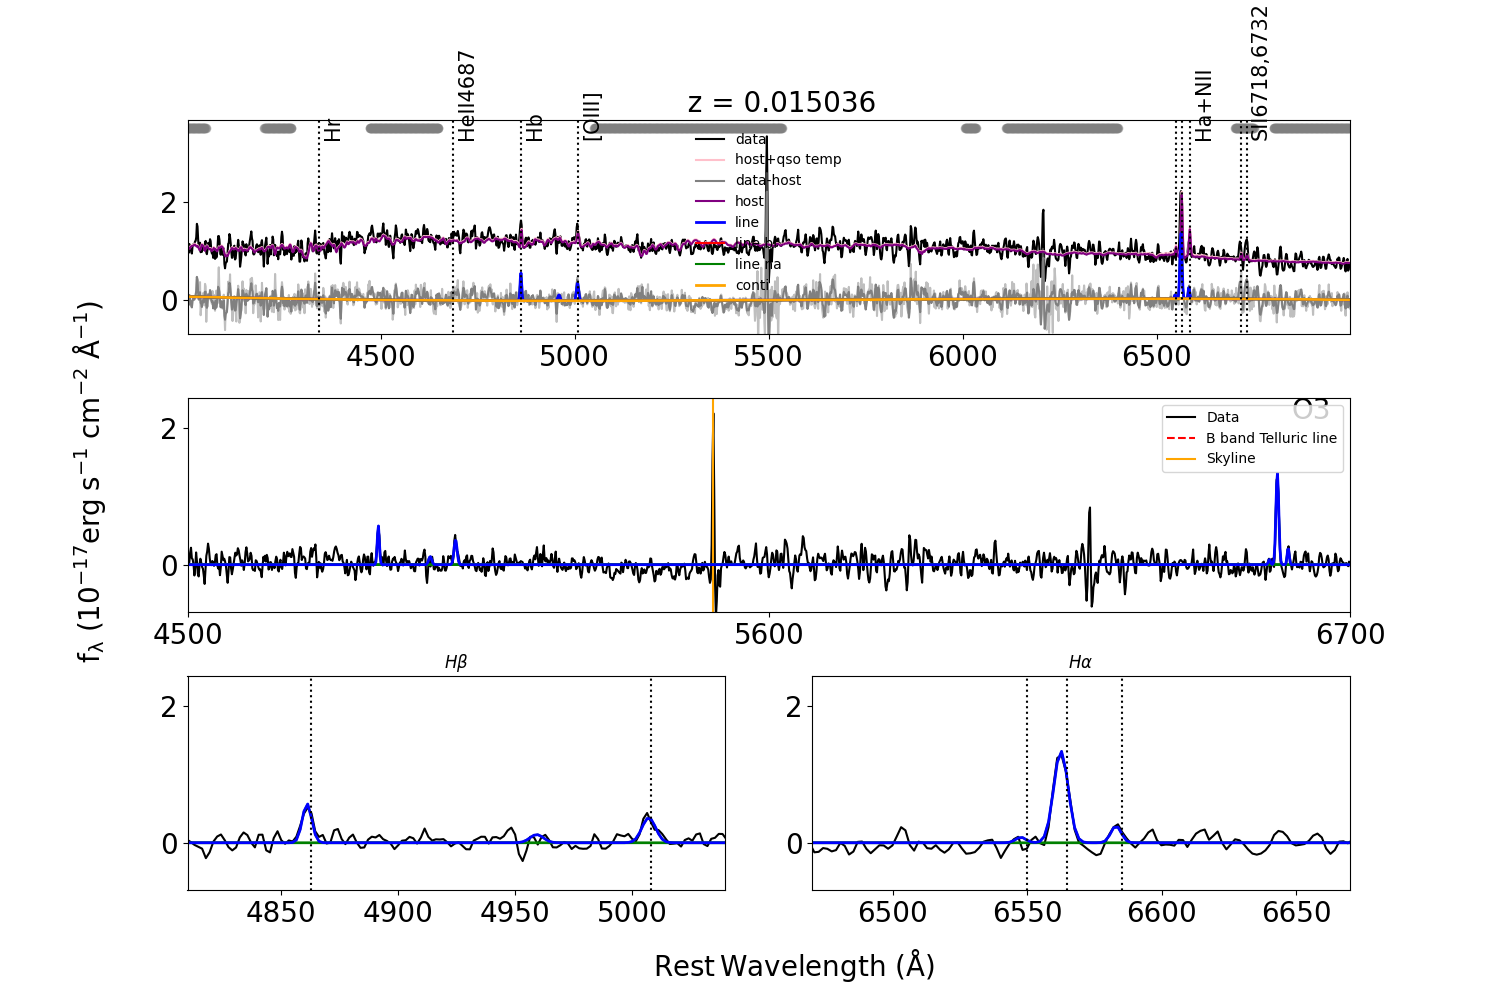 Hr
HeII4687
Hb
[OIII]
Ha+NII
SII6718,6732
z = 0.015036
data
host+qso temp
data-host
host
line
line na
conti
2
0
4500
5000
5500
6000
6500
fλ (10⁻¹⁷erg s⁻¹ cm⁻² Å⁻¹)
O3
Data
B band Telluric line
Skyline
2
0
4500
5600
6700
Hβ
2
0
4850
4900
4950
5000
Hα
2
0
6500
6550
6600
6650
Rest Wavelength (Å)